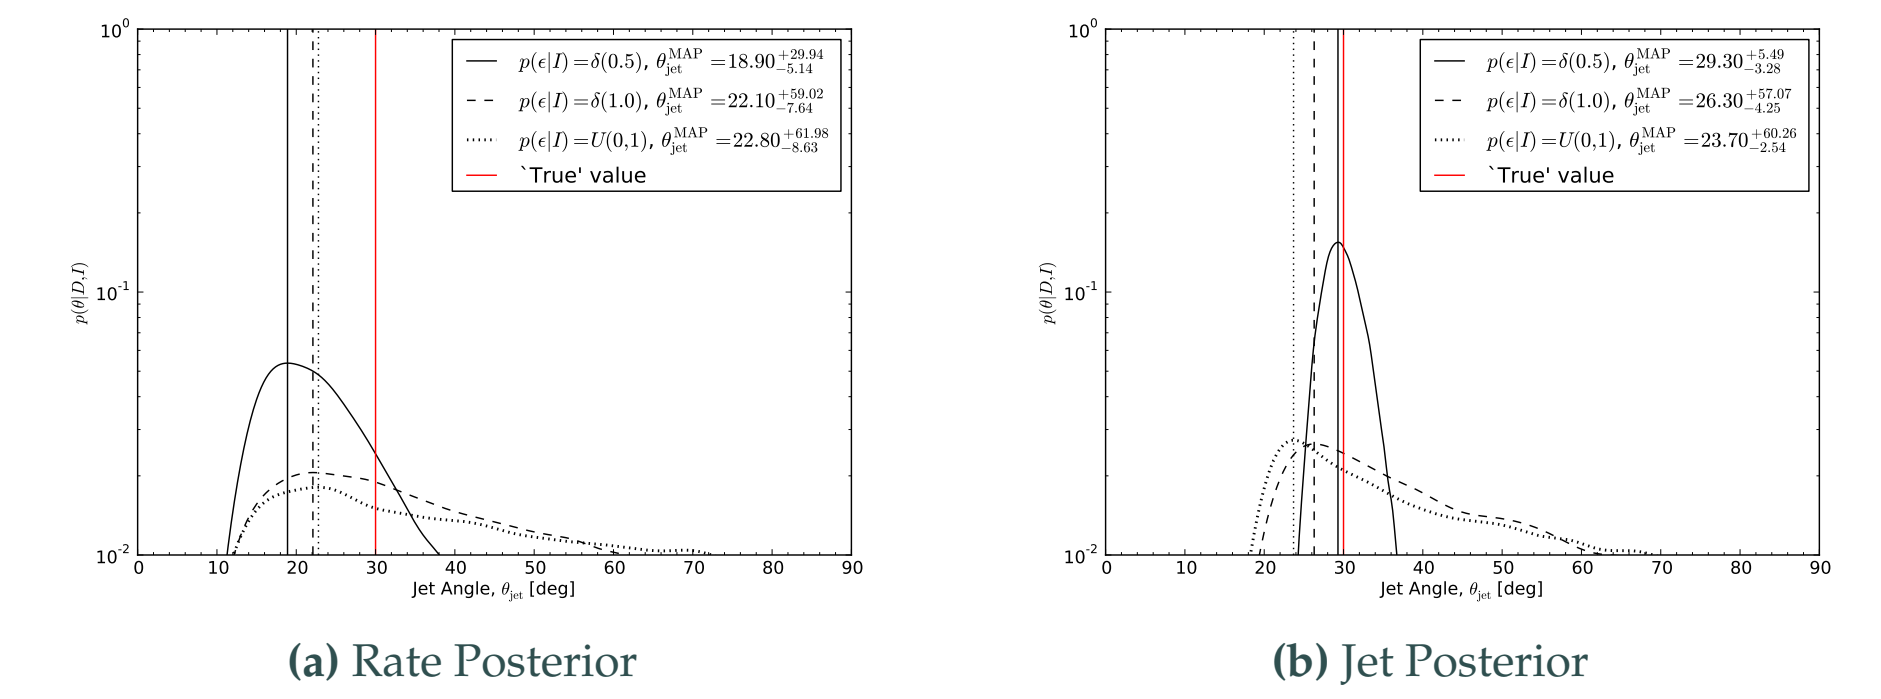 10^0
p(ϵ|I)=δ(0.5), θ_jet^MAP=18.90^{+29.94}_{−5.14}
p(ϵ|I)=δ(1.0), θ_jet^MAP=22.10^{+59.02}_{−7.64}
p(ϵ|I)=U(0,1), θ_jet^MAP=22.80^{+61.98}_{−8.63}
`True' value
p(θ|D,I)
10^-1
10^-2
0 10 20 30 40 50 60 70 80 90
Jet Angle, θ_jet [deg]
(a) Rate Posterior
10^0
p(ϵ|I)=δ(0.5), θ_jet^MAP=29.30^{+5.49}_{−3.28}
p(ϵ|I)=δ(1.0), θ_jet^MAP=26.30^{+57.07}_{−4.25}
p(ϵ|I)=U(0,1), θ_jet^MAP=23.70^{+60.26}_{−2.54}
`True' value
p(θ|D,I)
10^-1
10^-2
0 10 20 30 40 50 60 70 80 90
Jet Angle, θ_jet [deg]
(b) Jet Posterior